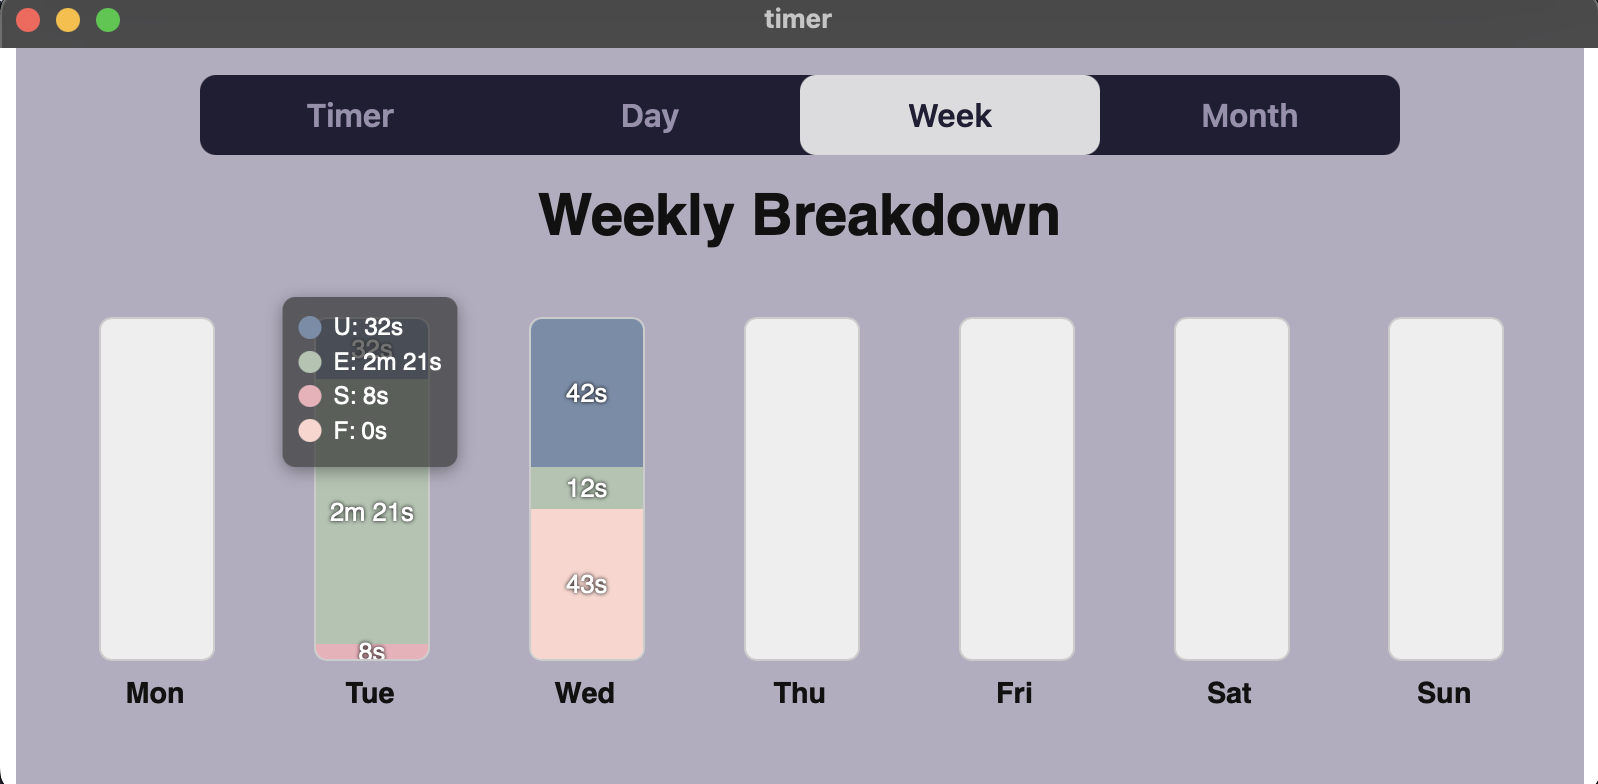 timer
Timer Day Week Month
Weekly Breakdown
U: 32s
32s
E: 2m 21s
S: 8s
F: 0s
2m 21s
8s
42s
12s
43s
Mon Tue Wed Thu Fri Sat Sun